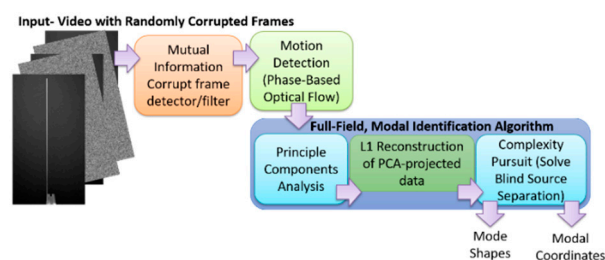 Input- Video with Randomly Corrupted Frames
Mutual
Information
Corrupt frame
detector/filter
Motion
Detection
(Phase-Based
Optical Flow)
Full-Field, Modal Identification Algorithm
Principle
Components
Analysis
L1 Reconstruction
of PCA-projected
data
Complexity
Pursuit (Solve
Blind Source
Separation)
Mode
Shapes
Modal
Coordinates